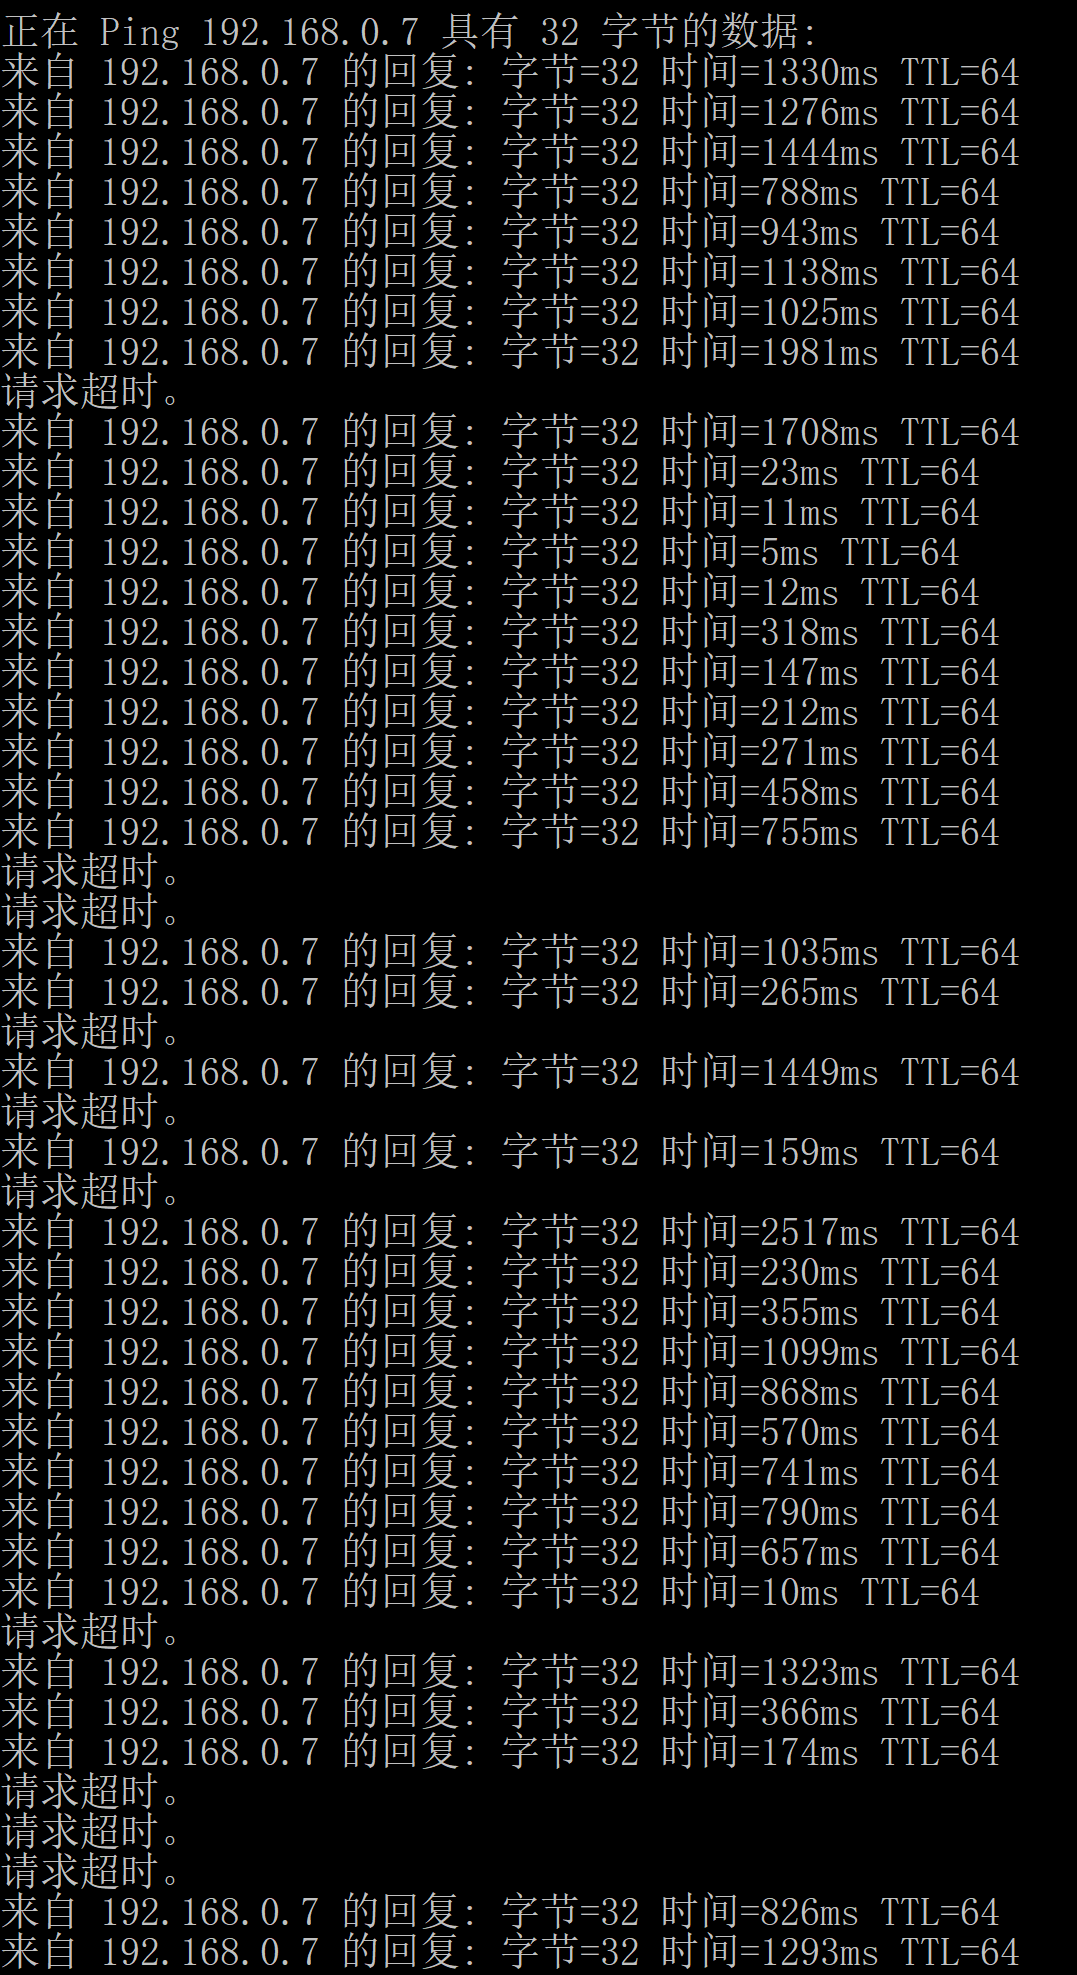 正在 Ping 192.168.0.7 具有 32 字节的数据:
来自 192.168.0.7 的回复: 字节=32 时间=1330ms TTL=64
来自 192.168.0.7 的回复: 字节=32 时间=1276ms TTL=64
来自 192.168.0.7 的回复: 字节=32 时间=1444ms TTL=64
来自 192.168.0.7 的回复: 字节=32 时间=788ms TTL=64
来自 192.168.0.7 的回复: 字节=32 时间=943ms TTL=64
来自 192.168.0.7 的回复: 字节=32 时间=1138ms TTL=64
来自 192.168.0.7 的回复: 字节=32 时间=1025ms TTL=64
来自 192.168.0.7 的回复: 字节=32 时间=1981ms TTL=64
请求超时。
来自 192.168.0.7 的回复: 字节=32 时间=1708ms TTL=64
来自 192.168.0.7 的回复: 字节=32 时间=23ms TTL=64
来自 192.168.0.7 的回复: 字节=32 时间=11ms TTL=64
来自 192.168.0.7 的回复: 字节=32 时间=5ms TTL=64
来自 192.168.0.7 的回复: 字节=32 时间=12ms TTL=64
来自 192.168.0.7 的回复: 字节=32 时间=318ms TTL=64
来自 192.168.0.7 的回复: 字节=32 时间=147ms TTL=64
来自 192.168.0.7 的回复: 字节=32 时间=212ms TTL=64
来自 192.168.0.7 的回复: 字节=32 时间=271ms TTL=64
来自 192.168.0.7 的回复: 字节=32 时间=458ms TTL=64
来自 192.168.0.7 的回复: 字节=32 时间=755ms TTL=64
请求超时。
请求超时。
来自 192.168.0.7 的回复: 字节=32 时间=1035ms TTL=64
来自 192.168.0.7 的回复: 字节=32 时间=265ms TTL=64
请求超时。
来自 192.168.0.7 的回复: 字节=32 时间=1449ms TTL=64
请求超时。
来自 192.168.0.7 的回复: 字节=32 时间=159ms TTL=64
请求超时。
来自 192.168.0.7 的回复: 字节=32 时间=2517ms TTL=64
来自 192.168.0.7 的回复: 字节=32 时间=230ms TTL=64
来自 192.168.0.7 的回复: 字节=32 时间=355ms TTL=64
来自 192.168.0.7 的回复: 字节=32 时间=1099ms TTL=64
来自 192.168.0.7 的回复: 字节=32 时间=868ms TTL=64
来自 192.168.0.7 的回复: 字节=32 时间=570ms TTL=64
来自 192.168.0.7 的回复: 字节=32 时间=741ms TTL=64
来自 192.168.0.7 的回复: 字节=32 时间=790ms TTL=64
来自 192.168.0.7 的回复: 字节=32 时间=657ms TTL=64
来自 192.168.0.7 的回复: 字节=32 时间=10ms TTL=64
请求超时。
来自 192.168.0.7 的回复: 字节=32 时间=1323ms TTL=64
来自 192.168.0.7 的回复: 字节=32 时间=366ms TTL=64
来自 192.168.0.7 的回复: 字节=32 时间=174ms TTL=64
请求超时。
请求超时。
请求超时。
来自 192.168.0.7 的回复: 字节=32 时间=826ms TTL=64
来自 192.168.0.7 的回复: 字节=32 时间=1293ms TTL=64